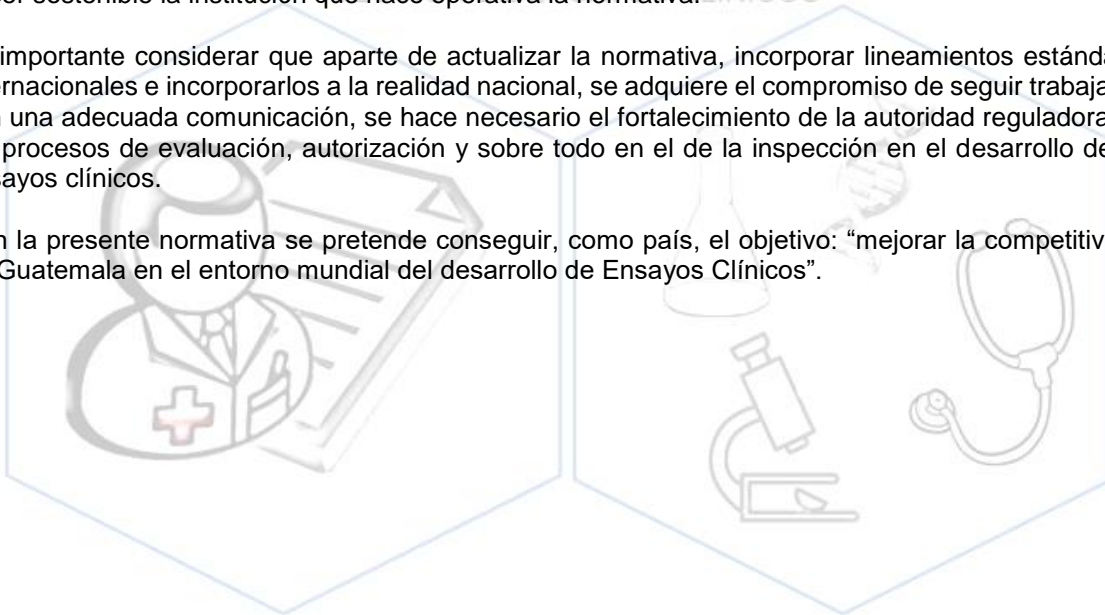 er sostenible la institución que hace operativa la normativa.
importante considerar que aparte de actualizar la normativa, incorporar lineamientos estánda
ernacionales e incorporarlos a la realidad nacional, se adquiere el compromiso de seguir trabaja
una adecuada comunicación, se hace necesario el fortalecimiento de la autoridad reguladora
procesos de evaluación, autorización y sobre todo en el de la inspección en el desarrollo de
sayos clínicos.
n la presente normativa se pretende conseguir, como país, el objetivo: “mejorar la competitiv
Guatemala en el entorno mundial del desarrollo de Ensayos Clínicos”.